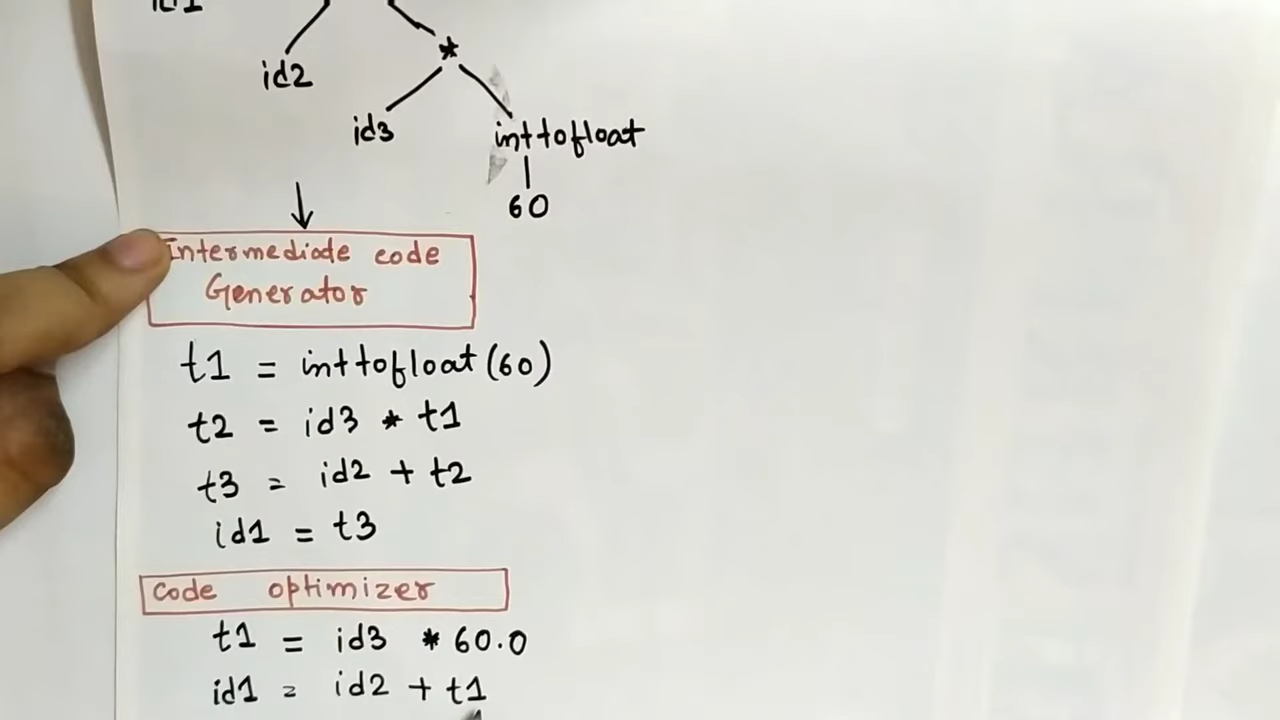 id1
id2
*
id3
inttofloat
60
Intermediate code
Generator
t1 = inttofloat(60)
t2 = id3 * t1
t3 = id2 + t2
id1 = t3
code optimizer
t1 = id3 * 60.0
id1 = id2 + t1